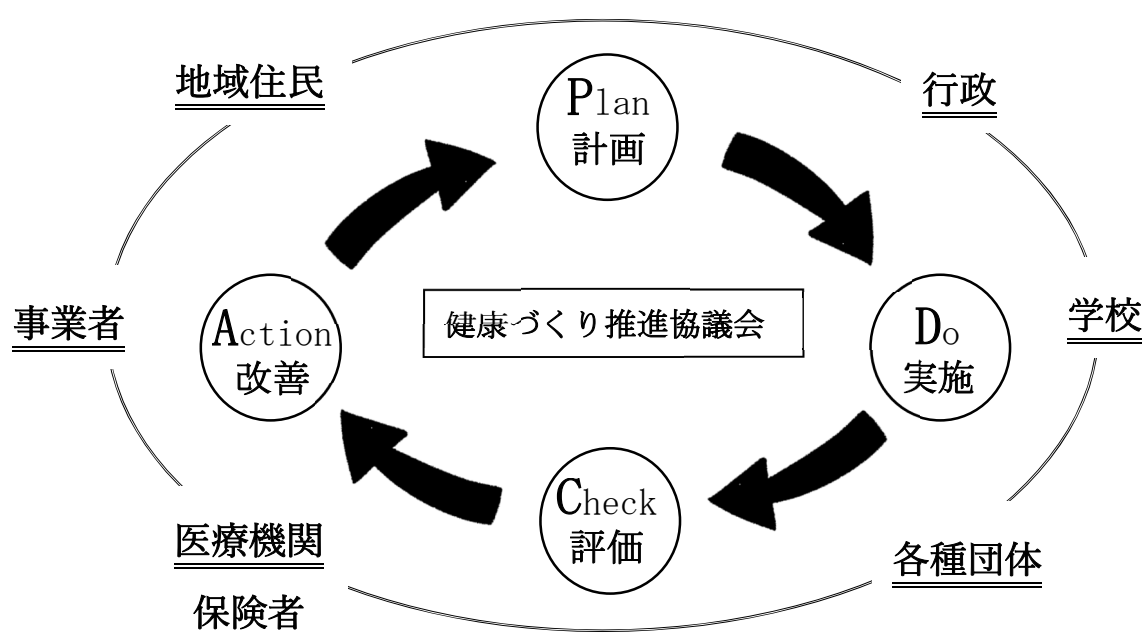 地域住民
Plan
計画
行政
事業者
Action
改善
健康づくり推進協議会
Do
実施
学校
医療機関
保険者
Check
評価
各種団体